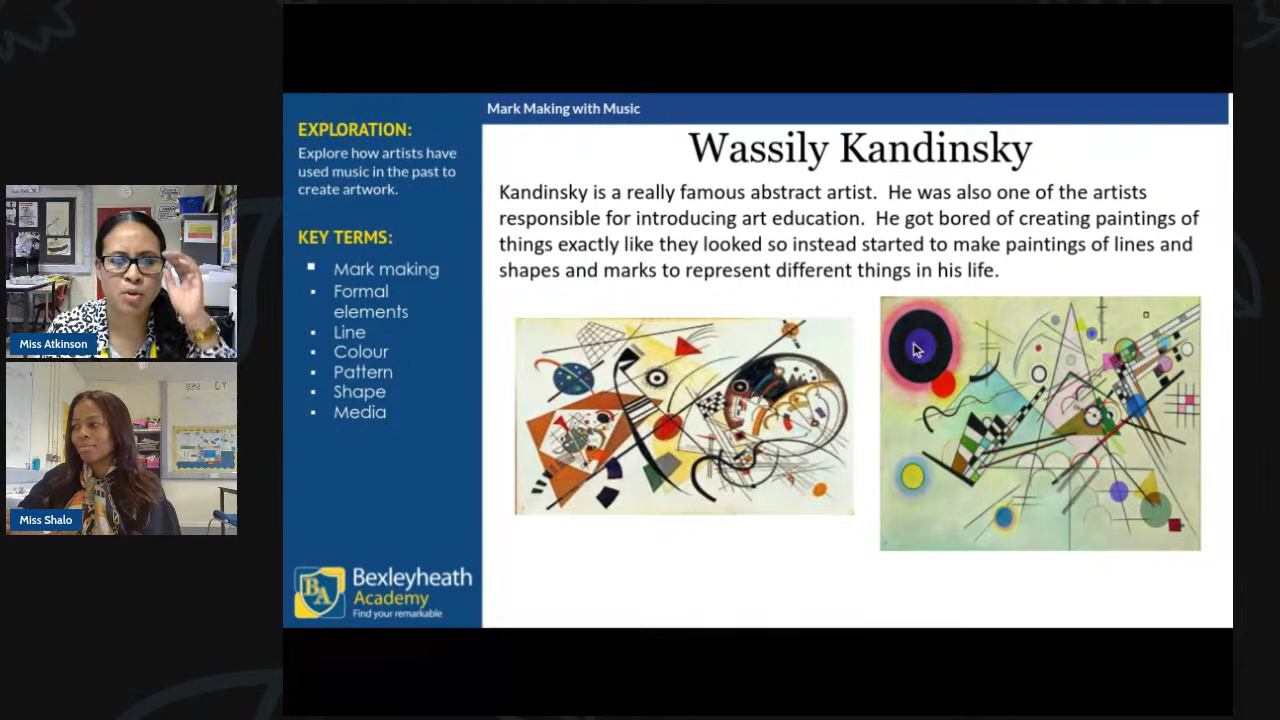 Miss Atkinson
Miss Shalo
EXPLORATION:
Explore how artists have
used music in the past to
create artwork.
KEY TERMS:
Mark making
Formal
elements
Line
Colour
Pattern
Shape
Media
BA
Bexleyheath
Academy
Find your remarkable
Mark Making with Music
Wassily Kandinsky
Kandinsky is a really famous abstract artist. He was also one of the artists
responsible for introducing art education. He got bored of creating paintings of
things exactly like they looked so instead started to make paintings of lines and
shapes and marks to represent different things in his life.